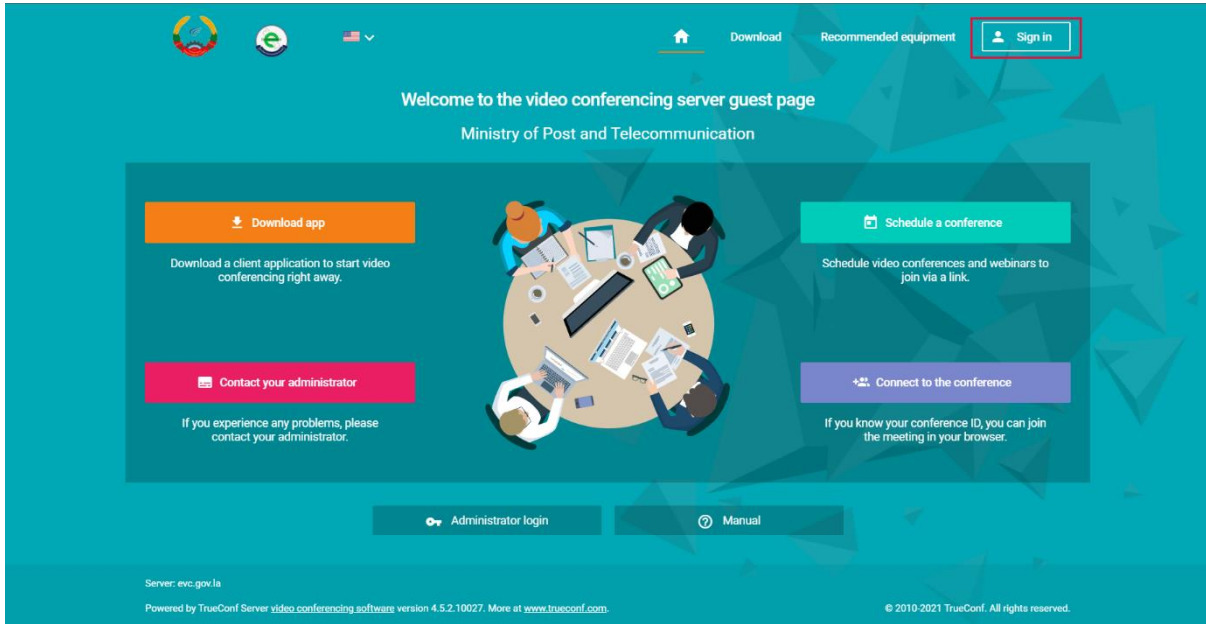 Download
Recommended equipment
Sign in
Welcome to the video conferencing server guest page
Ministry of Post and Telecommunication
Download app
Download a client application to start video
conferencing right away.
Schedule a conference
Schedule video conferences and webinars to
join via a link.
Contact your administrator
If you experience any problems, please
contact your administrator.
Connect to the conference
If you know your conference ID, you can join
the meeting in your browser.
Administrator login
Manual
Server: evc.gov.la
Powered by TrueConf Server video conferencing software version 4.5.2.10027. More at www.trueconf.com.
© 2010-2021 TrueConf. All rights reserved.